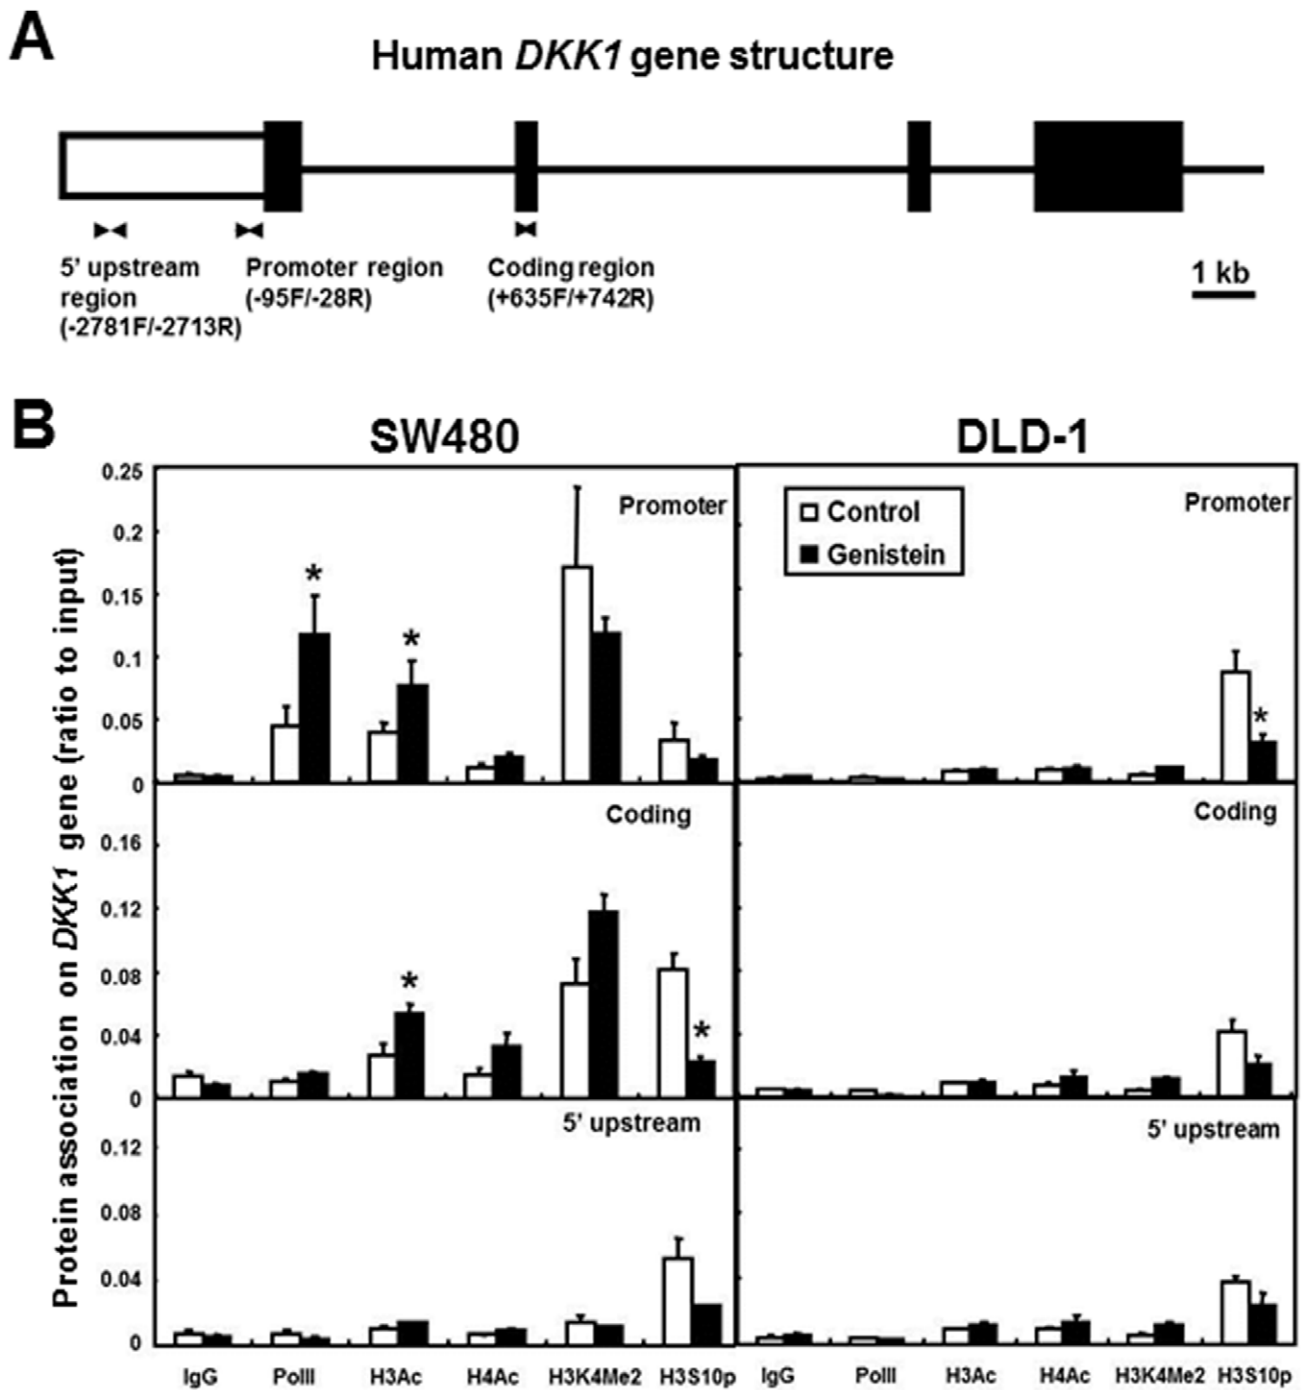 A
Human DKK1 gene structure
5' upstream
region
(-2781F/-2713R)
Promoter region
(-95F/-28R)
Coding region
(+635F/+742R)
1 kb
B
SW480
DLD-1
Protein association on DKK1 gene (ratio to input)
0.25
0.2
0.15
0.1
0.05
0
Promoter
*
*
Control
Genistein
Promoter
*
0.16
0.12
0.08
0.04
0
Coding
*
*
Coding
0.12
0.08
0.04
0
5' upstream
5' upstream
IgG PolII H3Ac H4Ac H3K4Me2 H3S10p
IgG PolII H3Ac H4Ac H3K4Me2 H3S10p